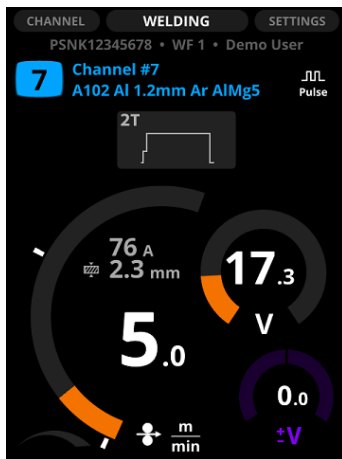 CHANNEL WELDING SETTINGS
PSNK12345678 • WF 1 • Demo User
7 Channel #7
A102 Al 1.2mm Ar AlMg5
Pulse
2T
76 A
2.3 mm
17.3
V
5.0
m
min
0.0
±V